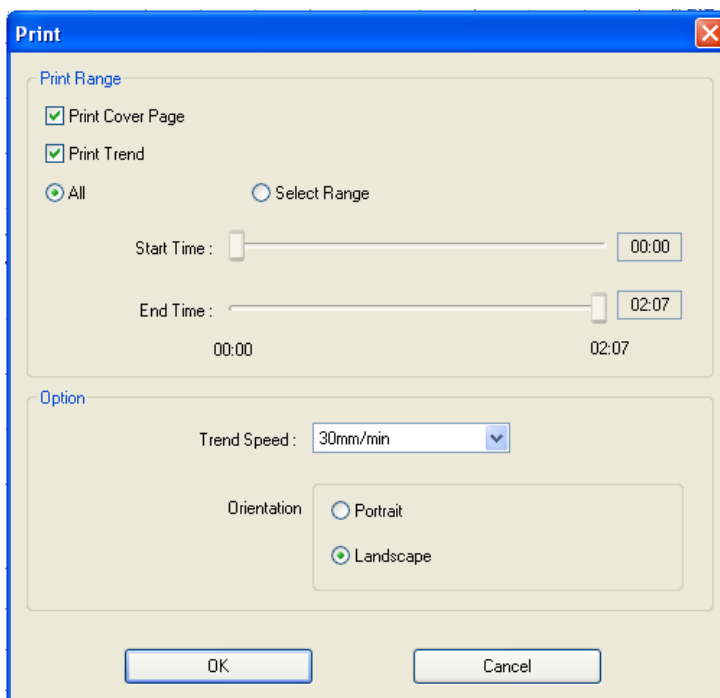 Print
Print Range
Print Cover Page
Print Trend
All Select Range
Start Time : 00:00
End Time : 02:07
00:00 02:07
Option
Trend Speed : 30mm/min
Orientation Portrait
Landscape
OK Cancel